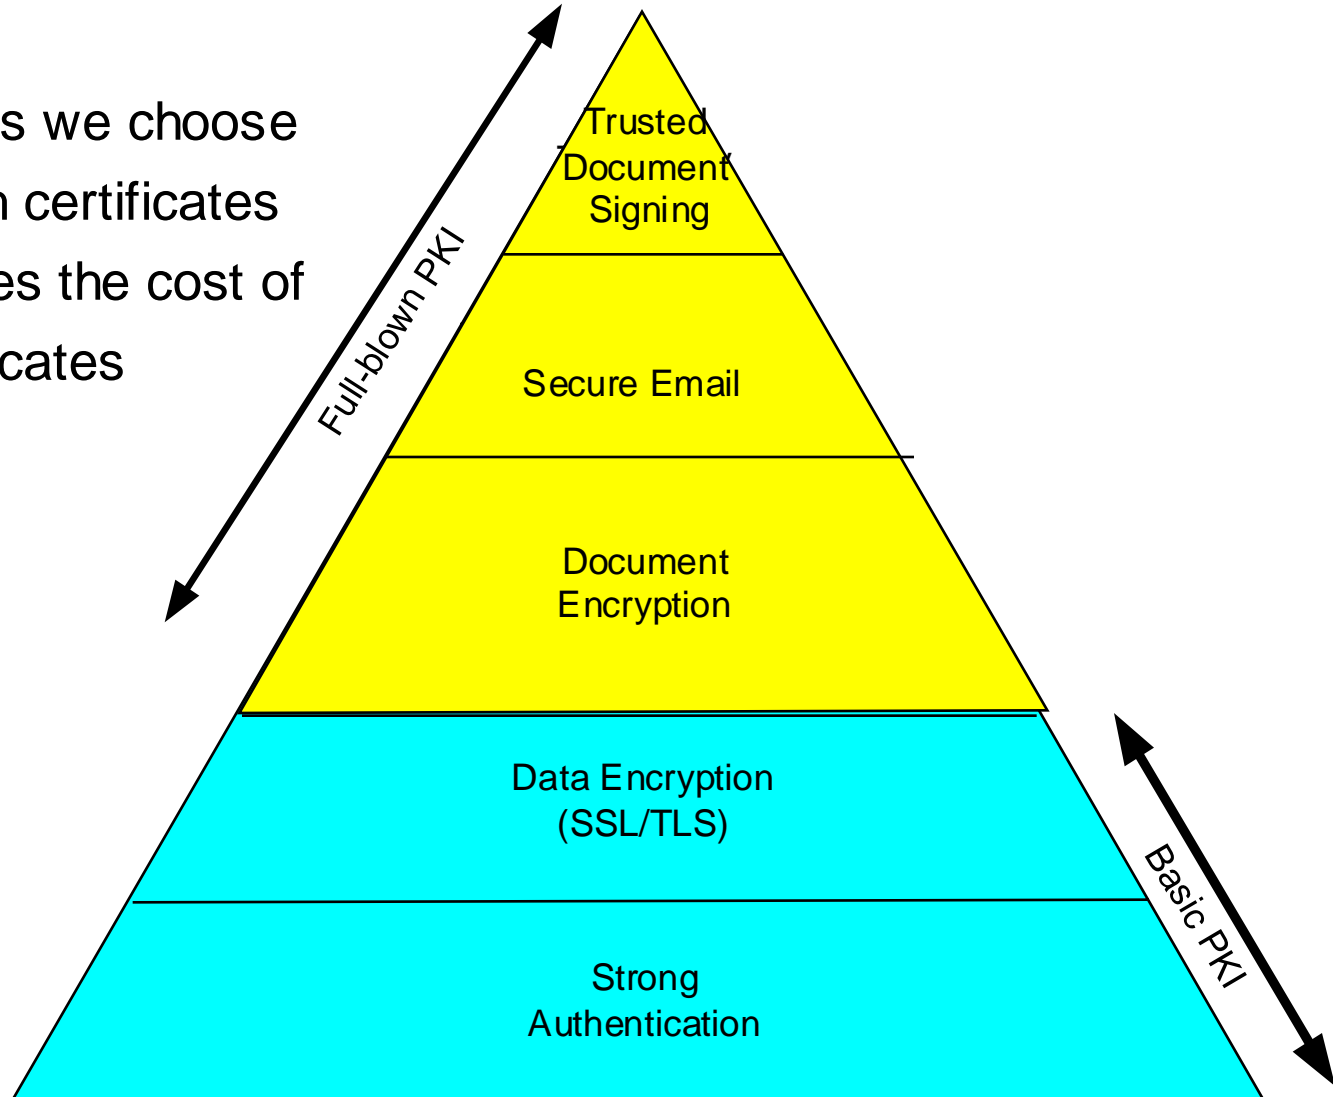 s we choose
certificates
es the cost of
cates
Full-blown PKI
Trusted
Document
Signing
Secure Email
Document
Encryption
Data Encryption
(SSL/TLS)
Basic PKI
Strong
Authentication